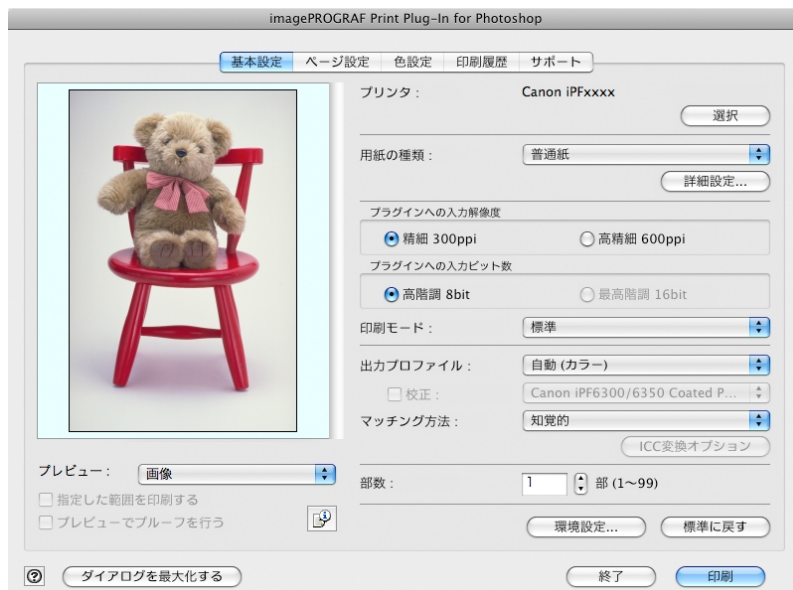 imagePROGRAF Print Plug-In for Photoshop
基本設定 ページ設定 色設定 印刷履歴 サポート
プリンタ： Canon iPFxxxx
選択
用紙の種類： 普通紙
詳細設定...
プラグインへの入力解像度
精細 300ppi 高精細 600ppi
プラグインへの入力ビット数
高階調 8bit 最高階調 16bit
印刷モード： 標準
出力プロファイル： 自動 (カラー)
校正： Canon iPF6300/6350 Coated P...
マッチング方法： 知覚的
ICC変換オプション
プレビュー： 画像
指定した範囲を印刷する
プレビューでプルーフを行う
部数： 1 部 (1〜99)
環境設定... 標準に戻す
? ダイアログを最大化する 終了 印刷